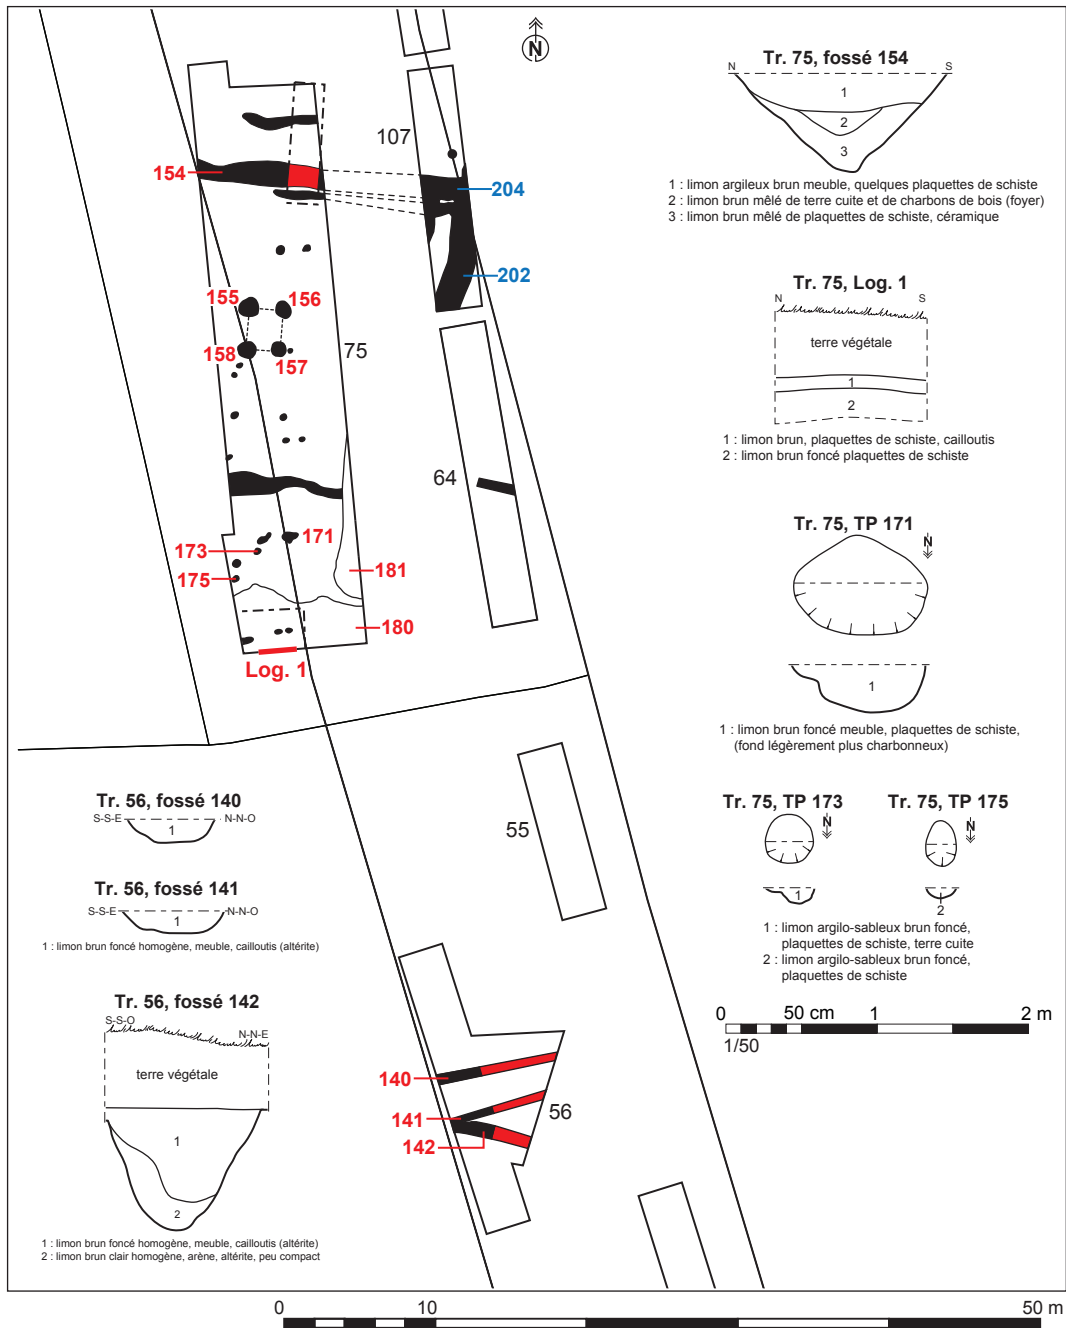 N
107
154
204
202
155
156
158
157
75
64
173
171
175
181
180
Log. 1
55
56
140
141
142
Tr. 75, fossé 154
N
S
1
2
3
1 : limon argileux brun meuble, quelques plaquettes de schiste
2 : limon brun mêlé de terre cuite et de charbons de bois (foyer)
3 : limon brun mêlé de plaquettes de schiste, céramique
Tr. 75, Log. 1
N
S
terre végétale
1
2
1 : limon brun, plaquettes de schiste, cailloutis
2 : limon brun foncé plaquettes de schiste
Tr. 75, TP 171
N
1
1 : limon brun foncé meuble, plaquettes de schiste,
(fond légèrement plus charbonneux)
Tr. 75, TP 173
N
1
Tr. 75, TP 175
N
2
1 : limon argilo-sableux brun foncé,
plaquettes de schiste, terre cuite
2 : limon argilo-sableux brun foncé,
plaquettes de schiste
0 50 cm 1 2 m
1/50
Tr. 56, fossé 140
S-S-E
N-N-O
1
Tr. 56, fossé 141
S-S-E
N-N-O
1
1 : limon brun foncé homogène, meuble, cailloutis (altérite)
Tr. 56, fossé 142
S-S-O
N-N-E
terre végétale
1
2
1 : limon brun foncé homogène, meuble, cailloutis (altérite)
2 : limon brun clair homogène, arène, altérite, peu compact
0 10 50 m